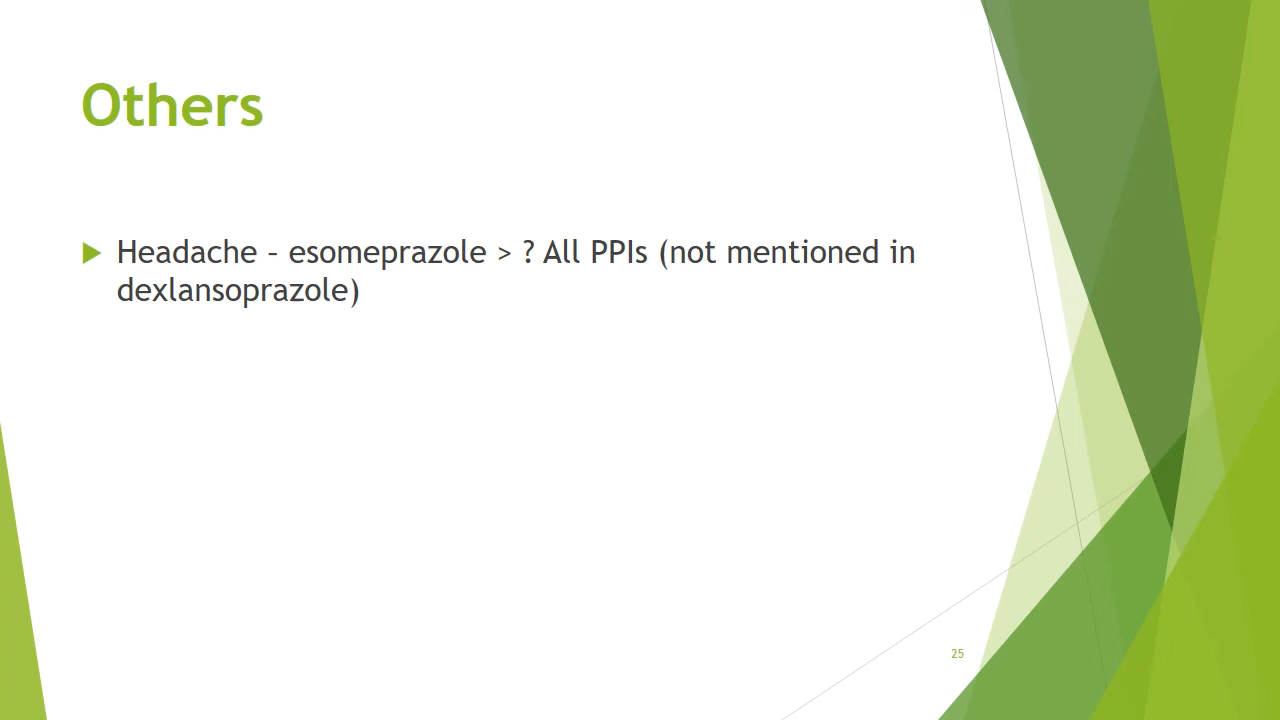 Others
Headache - esomeprazole > ? All PPIs (not mentioned in
dexlansoprazole)
25